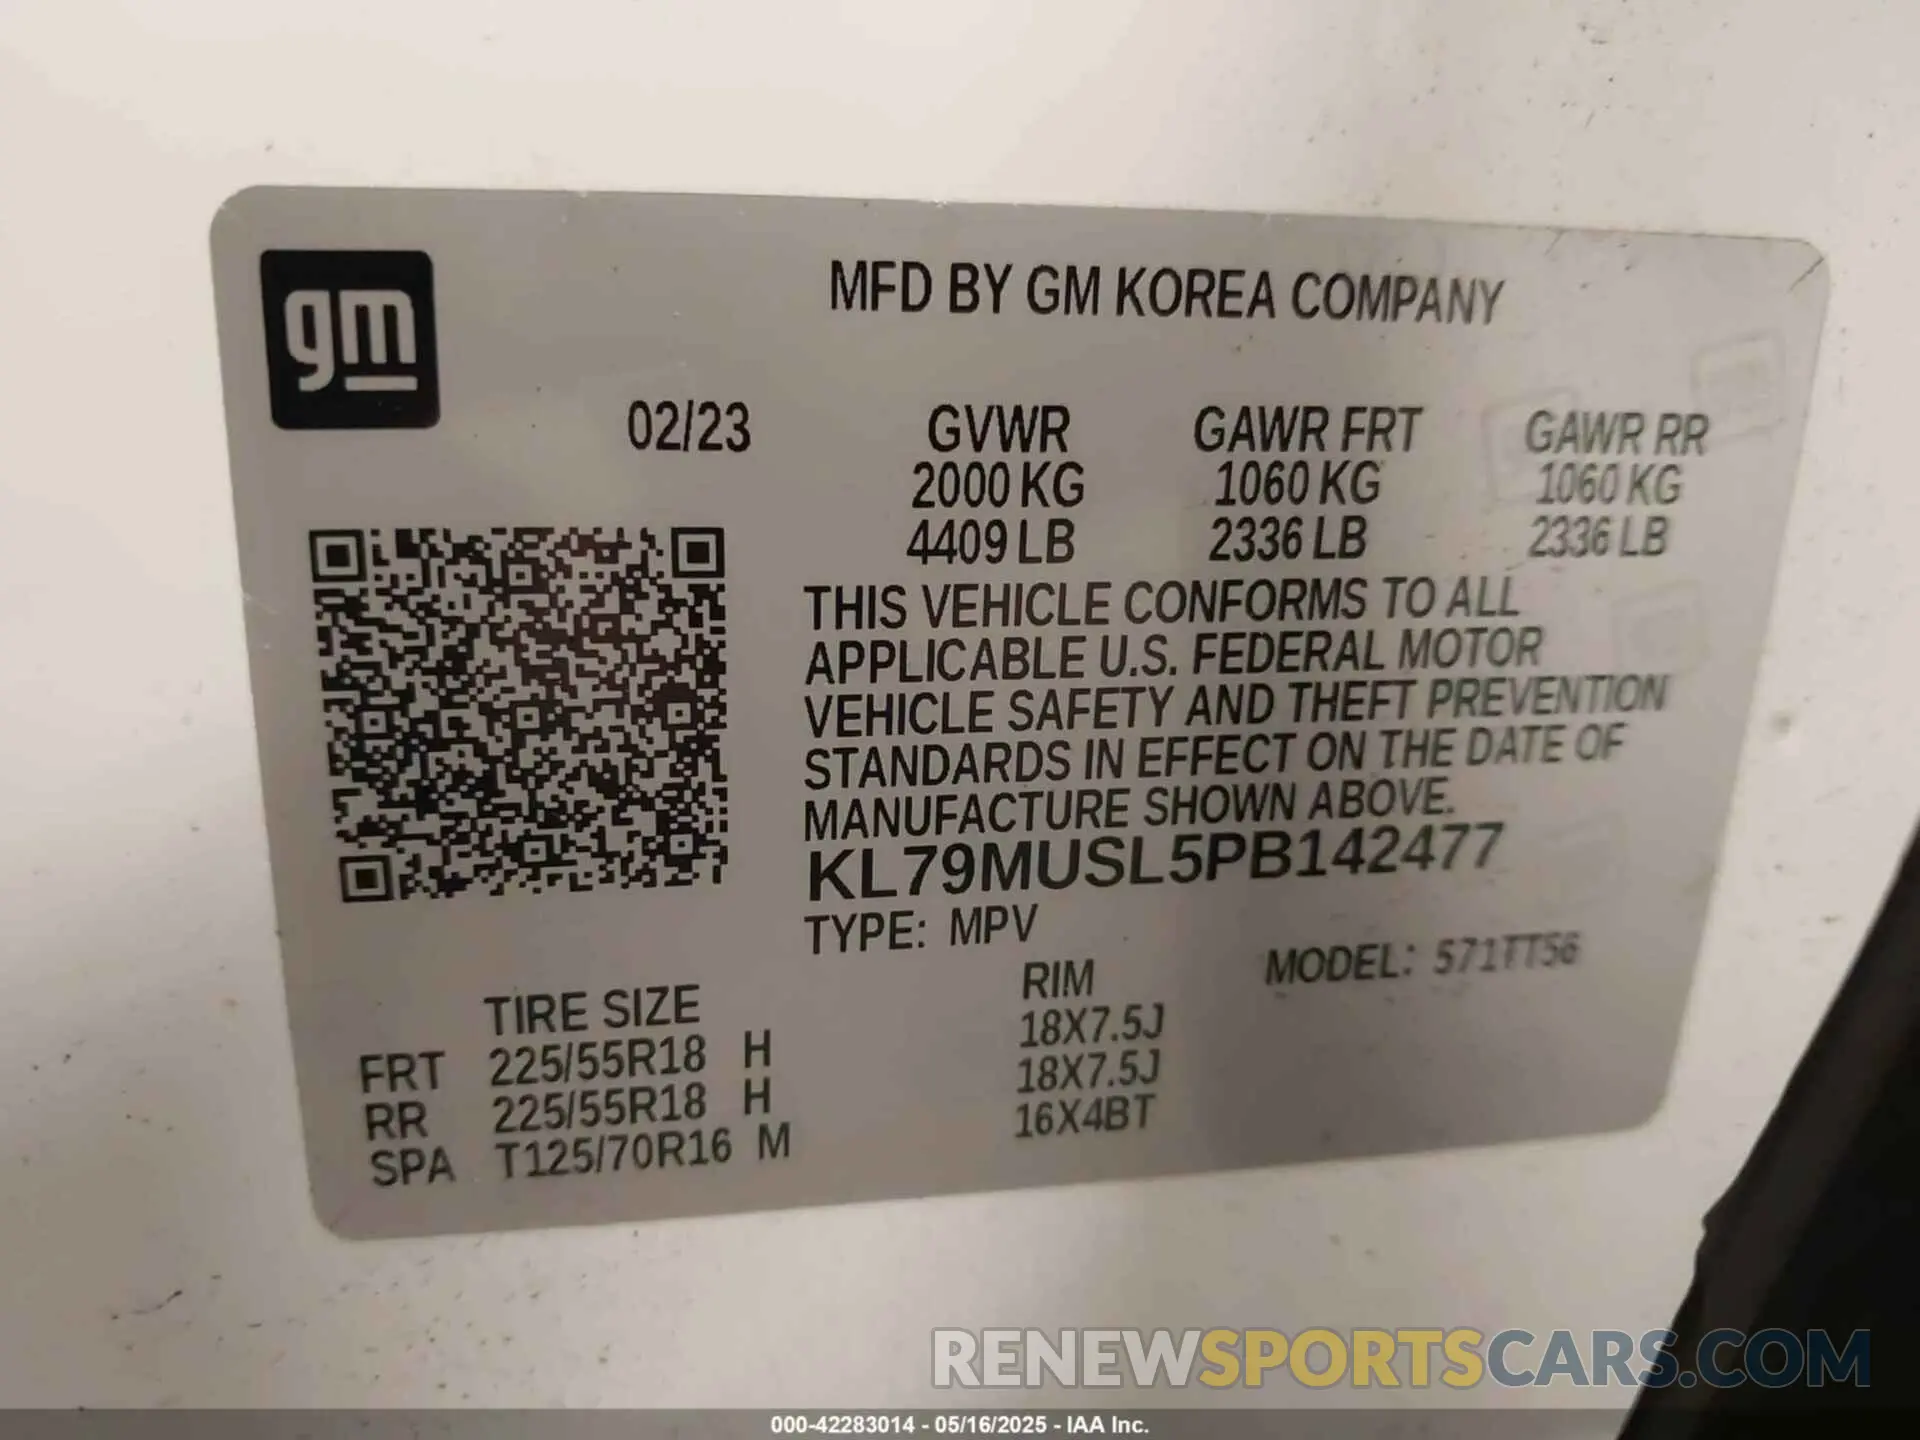 gm
MFD BY GM KOREA COMPANY
02/23
GVWR GAWR FRT GAWR RR
2000 KG 1060 KG 1060 KG
4409 LB 2336 LB 2336 LB
THIS VEHICLE CONFORMS TO ALL
APPLICABLE U.S. FEDERAL MOTOR
VEHICLE SAFETY AND THEFT PREVENTION
STANDARDS IN EFFECT ON THE DATE OF
MANUFACTURE SHOWN ABOVE.
KL79MUSL5PB142477
TYPE: MPV
MODEL: 571TT56
TIRE SIZE RIM
FRT 225/55R18 H 18X7.5J
RR 225/55R18 H 18X7.5J
SPA T125/70R16 M 16X4BT
RENEWSPORTSCARS.COM
000-42283014 - 05/16/2025 - IAA Inc.